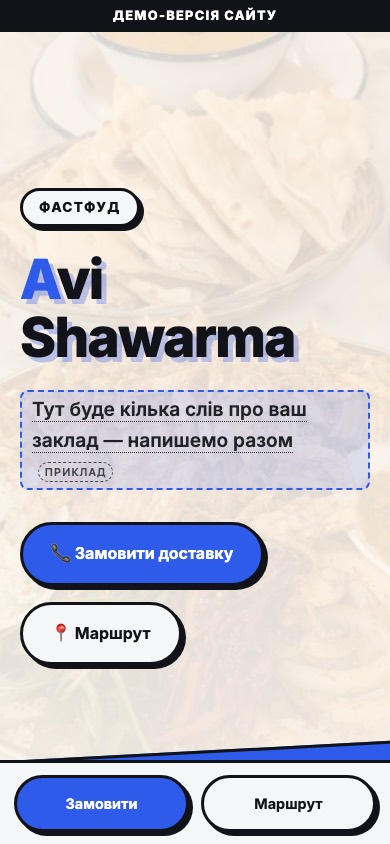 ДЕМО-ВЕРСІЯ САЙТУ
ФАСТФУД
Avi
Shawarma
Тут буде кілька слів про ваш
заклад — напишемо разом
ПРИКЛАД
Замовити доставку
Маршрут
Замовити
Маршрут